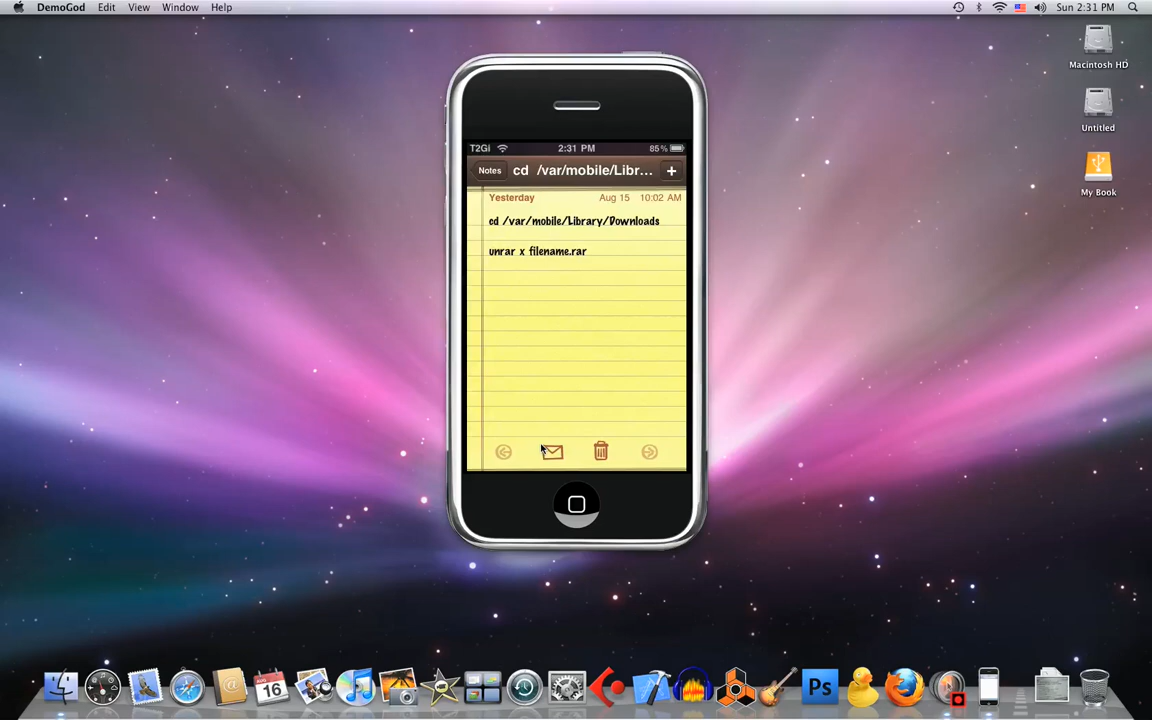 DemoGod Edit View Window Help Sun 2:31 PM
Macintosh HD
Untitled
My Book
T2Gi 2:31 PM 85%
Notes cd /var/mobile/Libr... +
Yesterday Aug 15 10:02 AM
cd /var/mobile/Library/Downloads
unrar x filename.rar
AUG
16
Ps